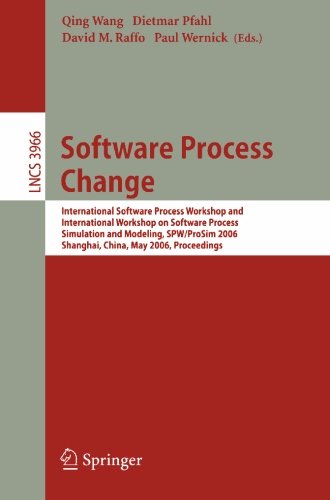 Qing Wang Dietmar Pfahl
David M. Raffo Paul Wernick (Eds.)
LNCS 3966
Software Process
Change
International Software Process Workshop and
International Workshop on Software Process
Simulation and Modeling, SPW/ProSim 2006
Shanghai, China, May 2006, Proceedings
Springer